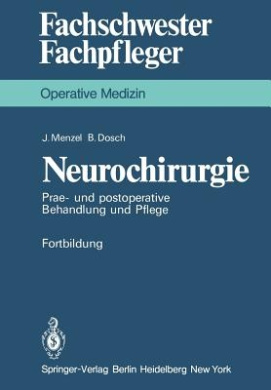 Fachschwester
Fachpfleger
Operative Medizin
J. Menzel B. Dosch
Neurochirurgie
Prae- und postoperative
Behandlung und Pflege
Fortbildung
Springer-Verlag Berlin Heidelberg New York